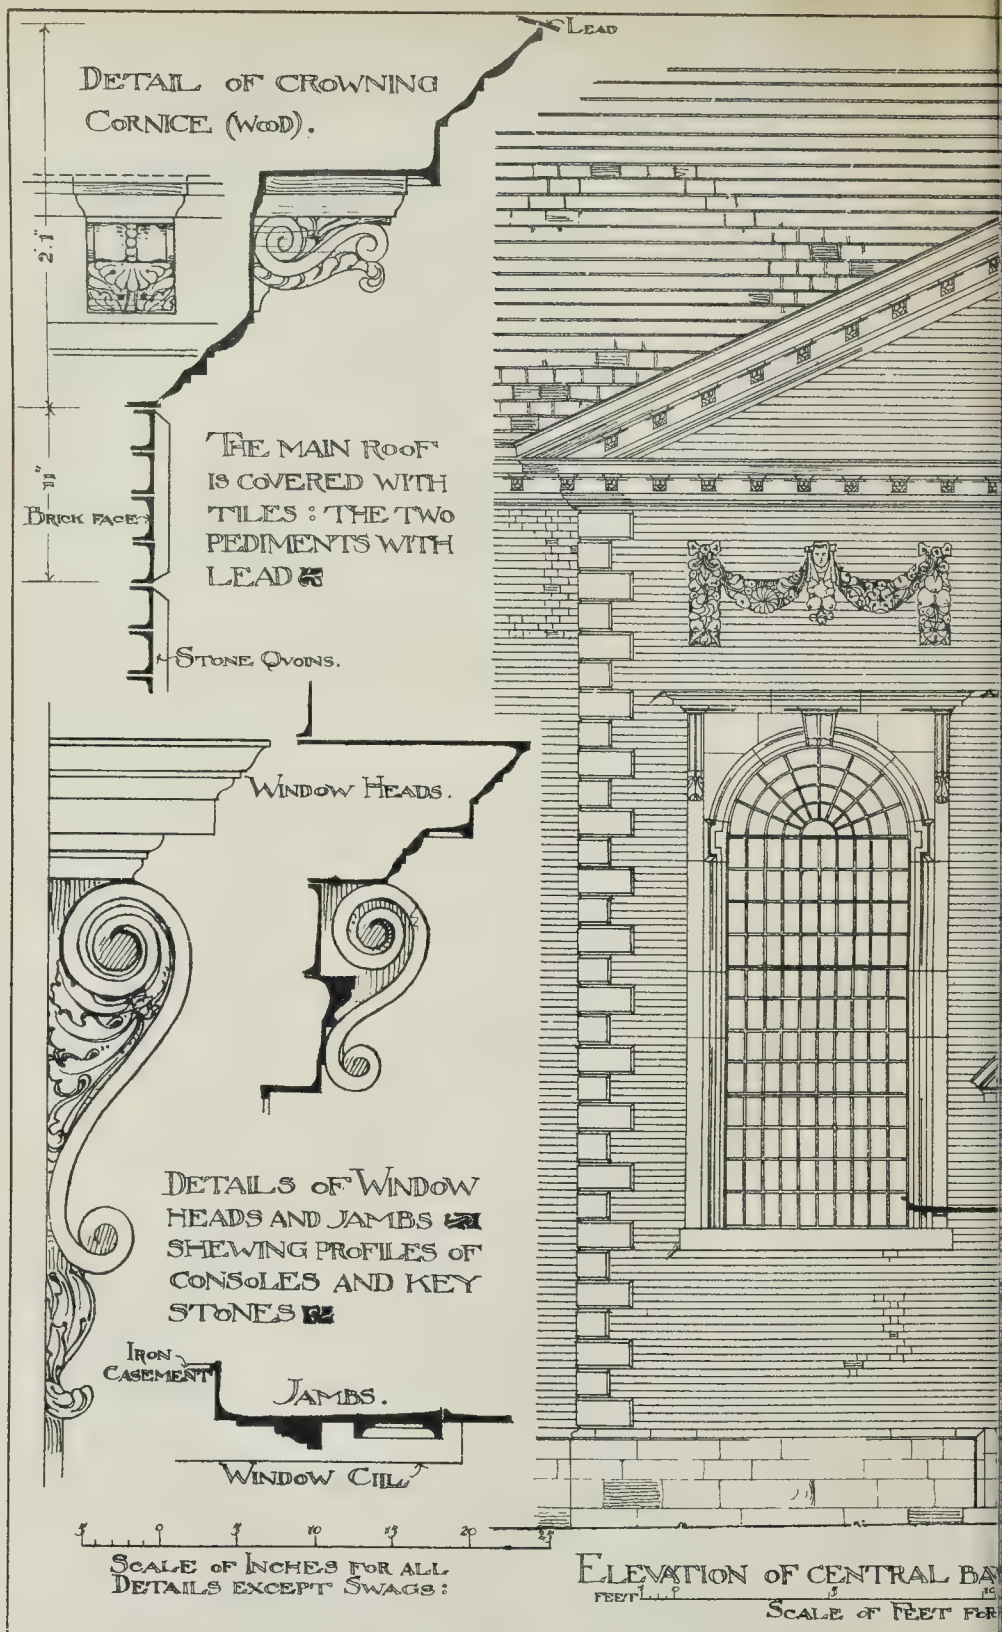 LEAD
DETAIL OF CROWNING
CORNICE (WOOD).
2.1"
11"
BRICK FACE
THE MAIN ROOF
IS COVERED WITH
TILES : THE TWO
PEDIMENTS WITH
LEAD
STONE QVOINS.
WINDOW HEADS.
DETAILS OF WINDOW
HEADS AND JAMBS
SHEWING PROFILES OF
CONSOLES AND KEY
STONES
IRON
CASEMENT
JAMBS.
WINDOW CILL
5 0 5 10 15 20 25
SCALE OF INCHES FOR ALL
DETAILS EXCEPT SWAGS :
ELEVATION OF CENTRAL BA
FEET 1 0 5 10
SCALE OF FEET FOR